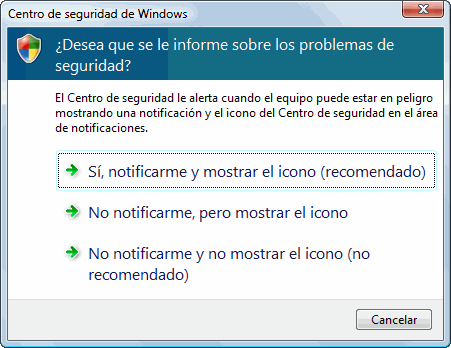 Centro de seguridad de Windows
¿Desea que se le informe sobre los problemas de
seguridad?
El Centro de seguridad le alerta cuando el equipo puede estar en peligro
mostrando una notificación y el icono del Centro de seguridad en el área
de notificaciones.
Sí, notificarme y mostrar el icono (recomendado)
No notificarme, pero mostrar el icono
No notificarme y no mostrar el icono (no
recomendado)
Cancelar